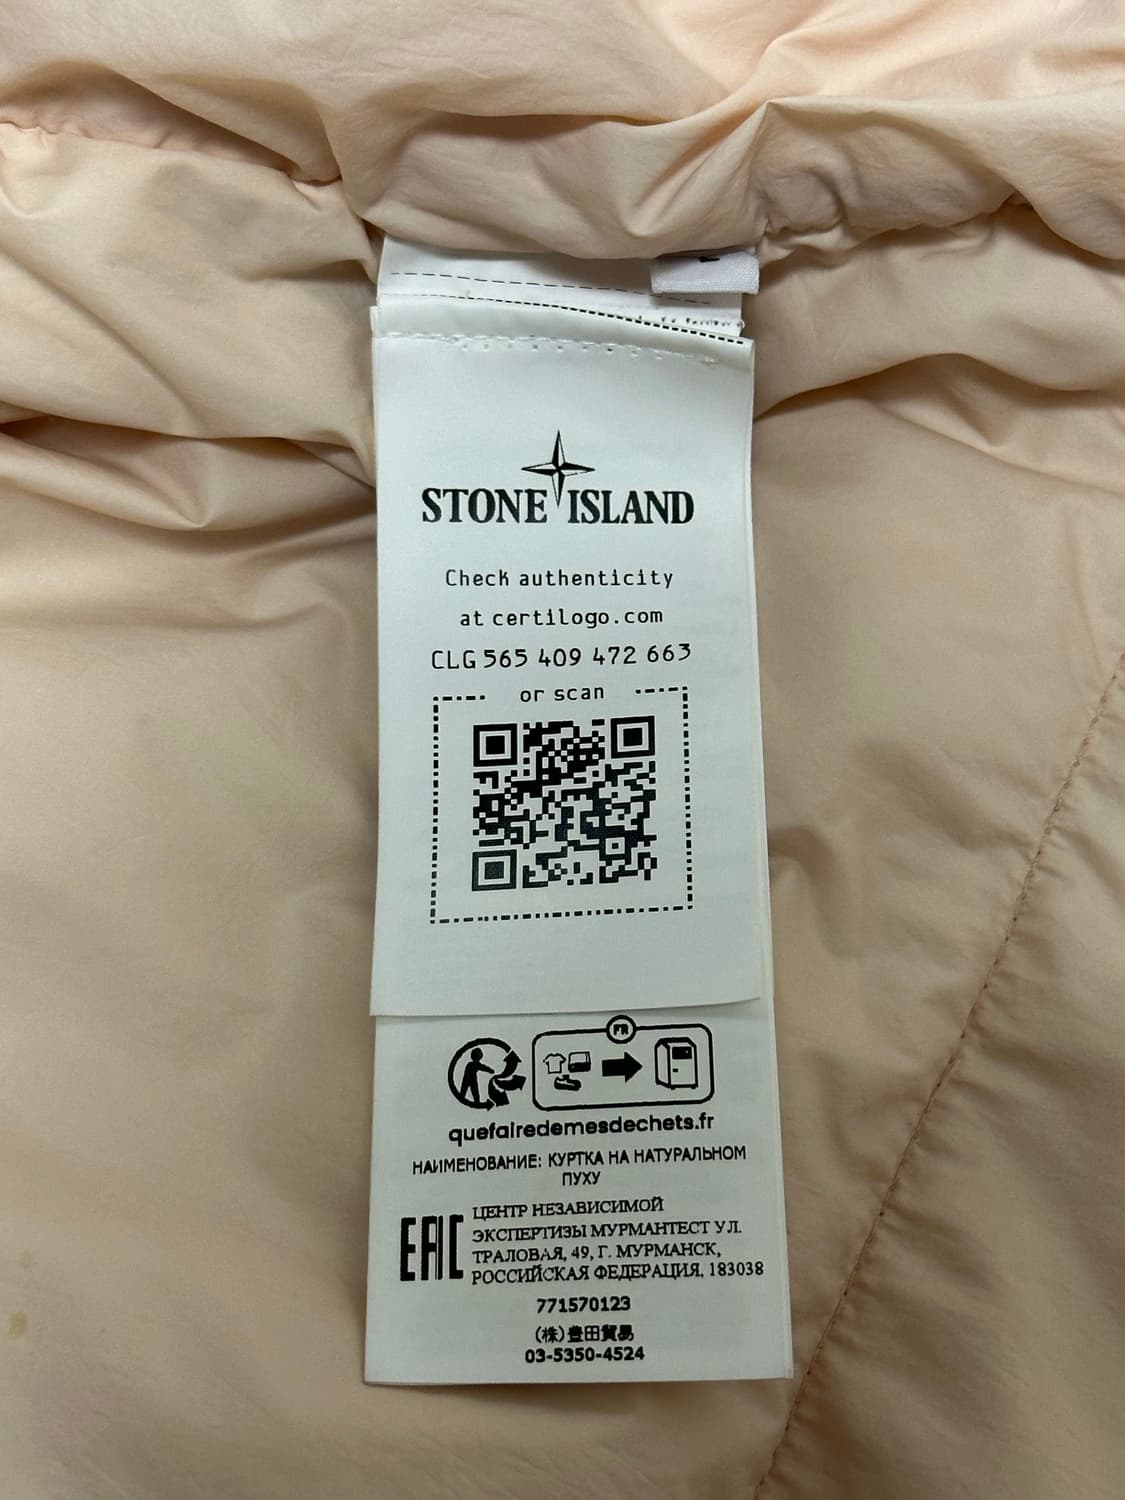 STONE ISLAND
Check authenticity
at certilogo.com
CLG 565 409 472 663
or scan
FR
quefairedemesdechets.fr
НАИМЕНОВАНИЕ: КУРТКА НА НАТУРАЛЬНОМ
ПУХУ
EAC
ЦЕНТР НЕЗАВИСИМОЙ
ЭКСПЕРТИЗЫ МУРМАНТЕСТ УЛ.
ТРАЛОВАЯ, 49, Г. МУРМАНСК,
РОССИЙСКАЯ ФЕДЕРАЦИЯ, 183038
771570123
(株)豊田貿易
03-5350-4524